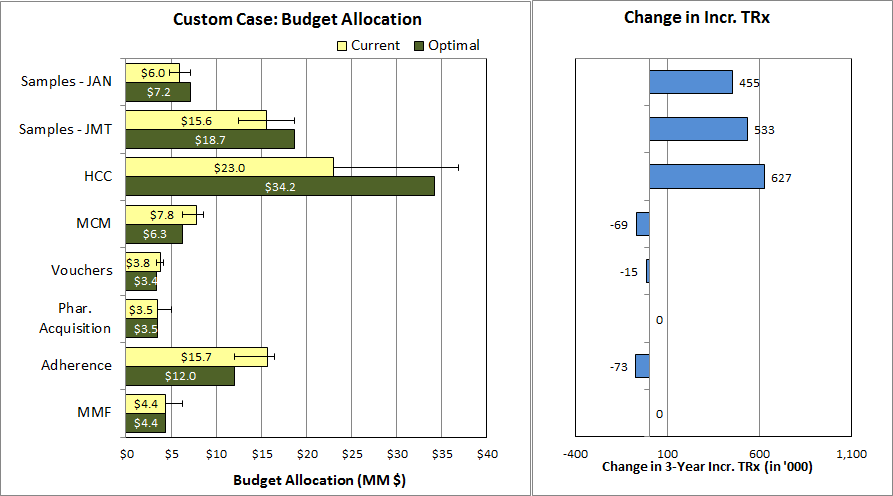 Custom Case: Budget Allocation
Current Optimal
Samples - JAN
$6.0
$7.2
Samples - JMT
$15.6
$18.7
HCC
$23.0
$34.2
MCM
$7.8
$6.3
Vouchers
$3.8
$3.4
Phar.
Acquisition
$3.5
$3.5
Adherence
$15.7
$12.0
MMF
$4.4
$4.4
$0 $5 $10 $15 $20 $25 $30 $35 $40
Budget Allocation (MM $)
Change in Incr. TRx
455
533
627
-69
-15
0
-73
0
-400 100 600 1,100
Change in 3-Year Incr. TRx (in '000)